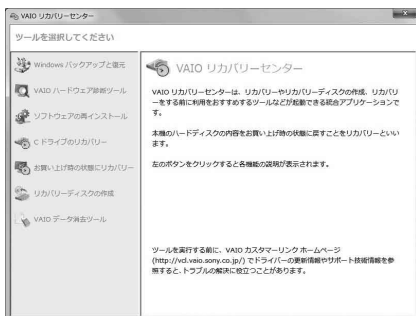 VAIO リカバリーセンター
ツールを選択してください
Windows バックアップと復元
VAIO ハードウェア診断ツール
ソフトウェアの再インストール
C ドライブのリカバリー
お買い上げ時の状態にリカバリー
リカバリーディスクの作成
VAIO データ消去ツール
VAIO リカバリーセンター
VAIO リカバリーセンターは、リカバリーやリカバリーディスクの作成、リカバリ
ーをする前に利用をおすすめするツールなどが起動できる統合アプリケーションで
す。
本機のハードディスクの内容をお買い上げ時の状態に戻すことをリカバリーといい
ます。
左のボタンをクリックすると各機能の説明が表示されます。
ツールを実行する前に、VAIO カスタマーリンク ホームページ
(http://vcl.vaio.sony.co.jp/) でドライバーの更新情報やサポート技術情報を参
照すると、トラブルの解決に役立つことがあります。